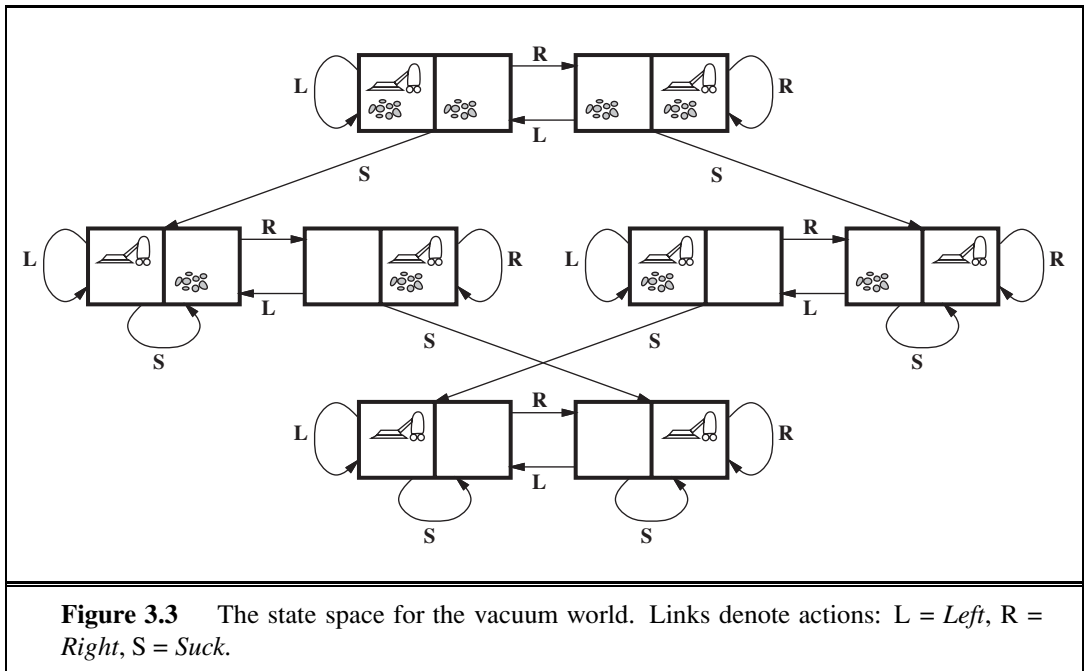 R
L
R
L
S
S
R
R
L
R
L
R
L
L
S
S
S
S
R
L
R
L
S
S
Figure 3.3 The state space for the vacuum world. Links denote actions: L = Left, R =
Right, S = Suck.